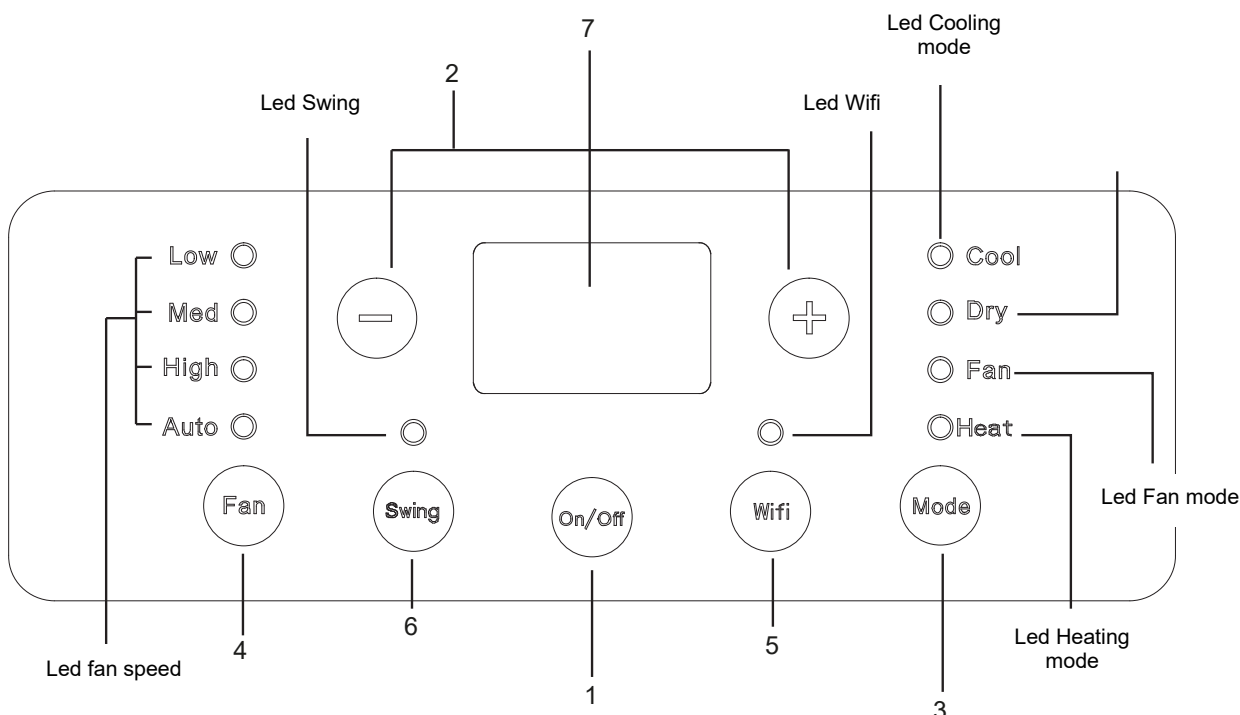 Led Cooling
mode
7
2
Led Swing
Led Wifi
Low
Cool
Med
Dry
High
Fan
Auto
Heat
Fan
Swing
On/Off
Wifi
Mode
Led Fan mode
4
6
5
Led Heating
mode
Led fan speed
1
3